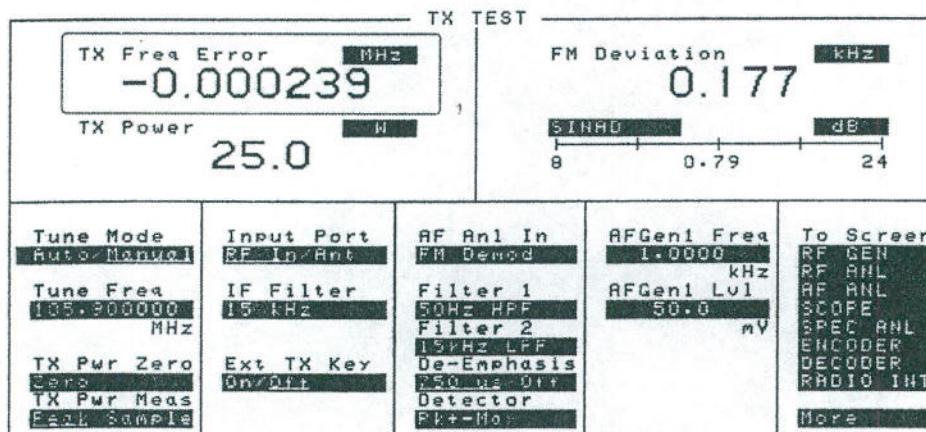 TX TEST
TX Freq Error MHz
-0.000239
TX Power W
25.0
FM Deviation kHz
0.177
SINAD dB
8 0.79 24
Tune Mode
Auto/Manual
Tune Freq
105.900000
MHz
TX Pwr Zero
Zero
TX Pwr Meas
Peak Sample
Input Port
RF In/Ant
IF Filter
15 kHz
Ext TX Key
On/Off
AF Anl In
FM Demod
Filter 1
50Hz HPF
Filter 2
15kHz LPF
De-Emphasis
750 us Off
Detector
Pk+-Max
AFGen1 Freq
1.0000
kHz
AFGen1 Lvl
50.0
mV
To Screen
RF GEN
RF ANL
AF ANL
SCOPE
SPEC ANL
ENCODER
DECODER
RADIO INT
More